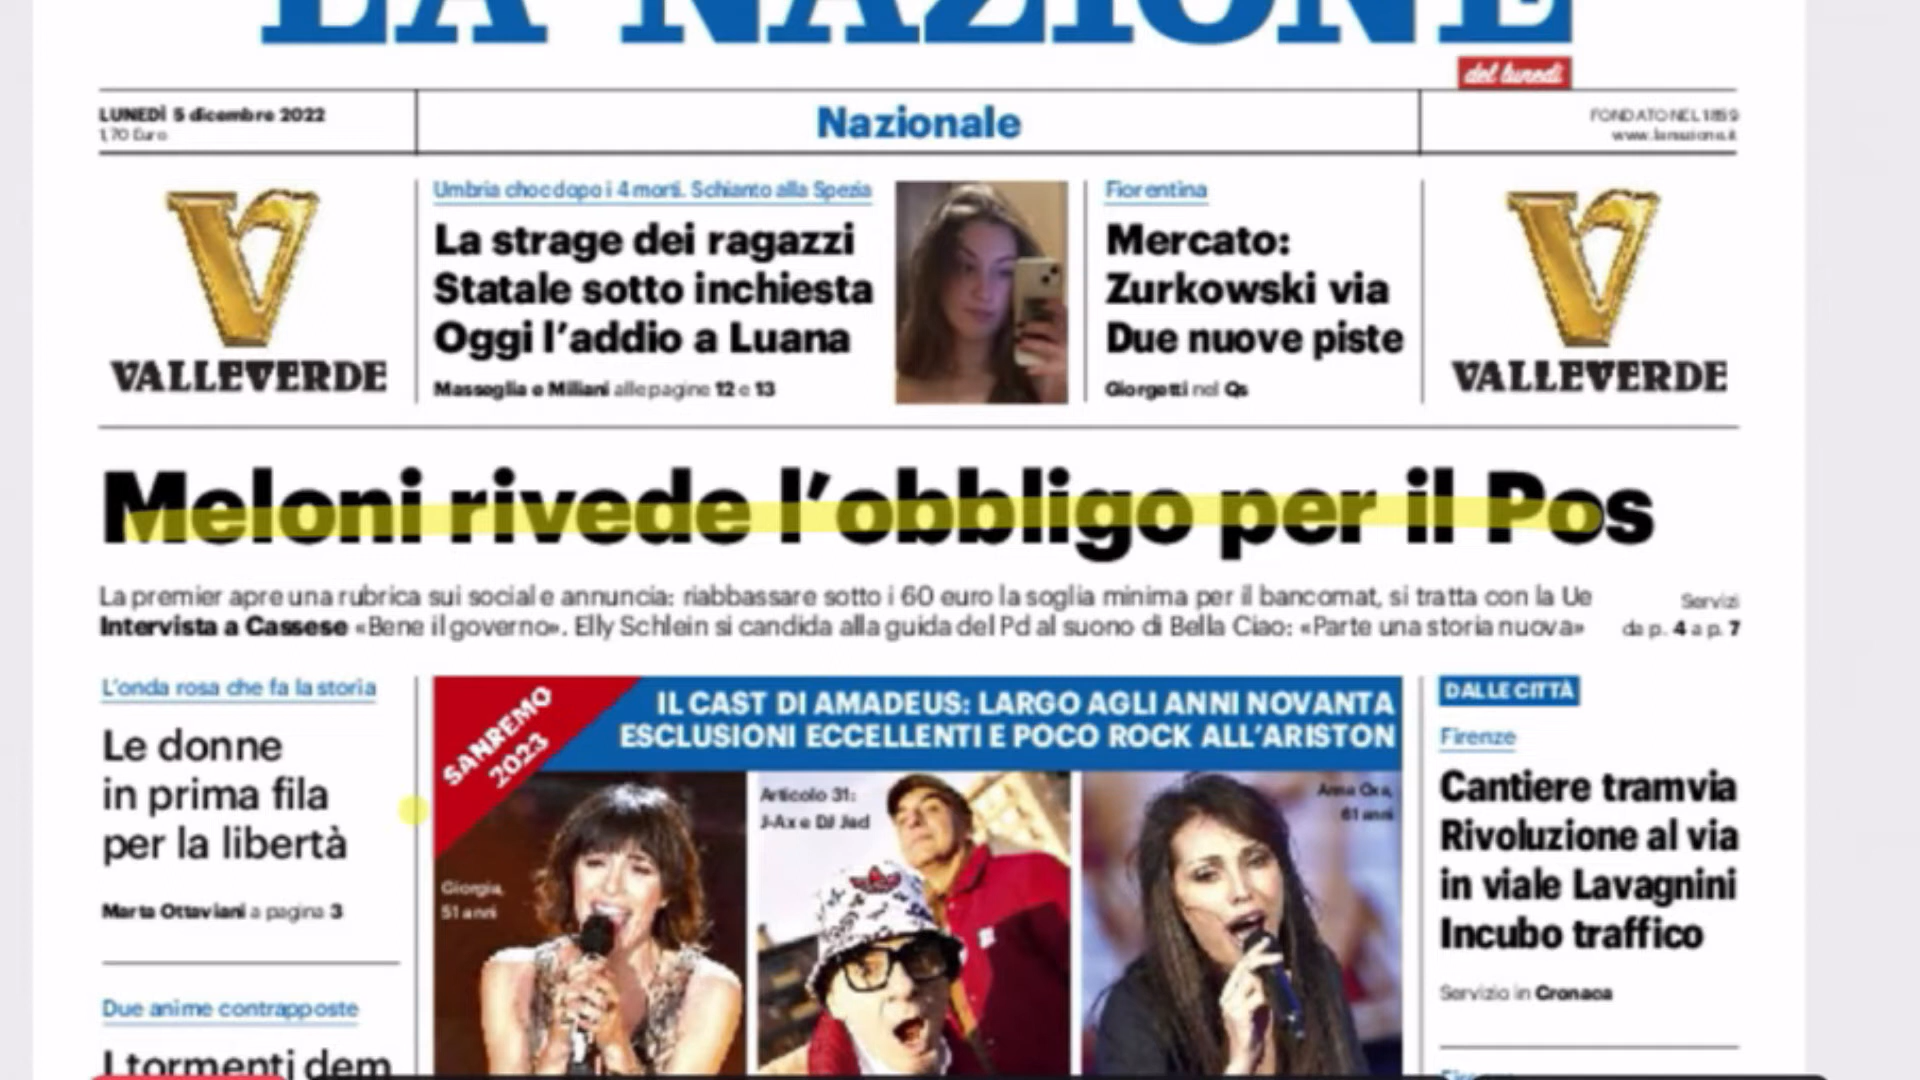 LA NAZIONE
del lunedì
LUNEDÌ 5 dicembre 2022
1,70 Euro
Nazionale
FONDATO NEL 1859
www.lanazione.it
VALLEVERDE
Umbria choc dopo i 4 morti. Schianto alla Spezia
La strage dei ragazzi
Statale sotto inchiesta
Oggi l'addio a Luana
Masseglia e Miliani alle pagine 12 e 13
Fiorentina
Mercato:
Zurkowski via
Due nuove piste
Giorgetti nel Qs
VALLEVERDE
Meloni rivede l'obbligo per il Pos
La premier apre una rubrica sui social e annuncia: riabbassare sotto i 60 euro la soglia minima per il bancomat, si tratta con la Ue
Intervista a Cassese «Bene il governo». Elly Schlein si candida alla guida del Pd al suono di Bella Ciao: «Parte una storia nuova»
Servizi
da p. 4 a p. 7
L'onda rosa che fa la storia
Le donne
in prima fila
per la libertà
Marta Ottaviani a pagina 3
Due anime contrapposte
I tormenti dem
SANREMO
2023
IL CAST DI AMADEUS: LARGO AGLI ANNI NOVANTA
ESCLUSIONI ECCELLENTI E POCO ROCK ALL'ARISTON
Giorgia,
51 anni
Articolo 31:
J-Ax e DJ Jad
Anna Oxa,
61 anni
DALLE CITTÀ
Firenze
Cantiere tramvia
Rivoluzione al via
in viale Lavagnini
Incubo traffico
Servizio in Cronaca